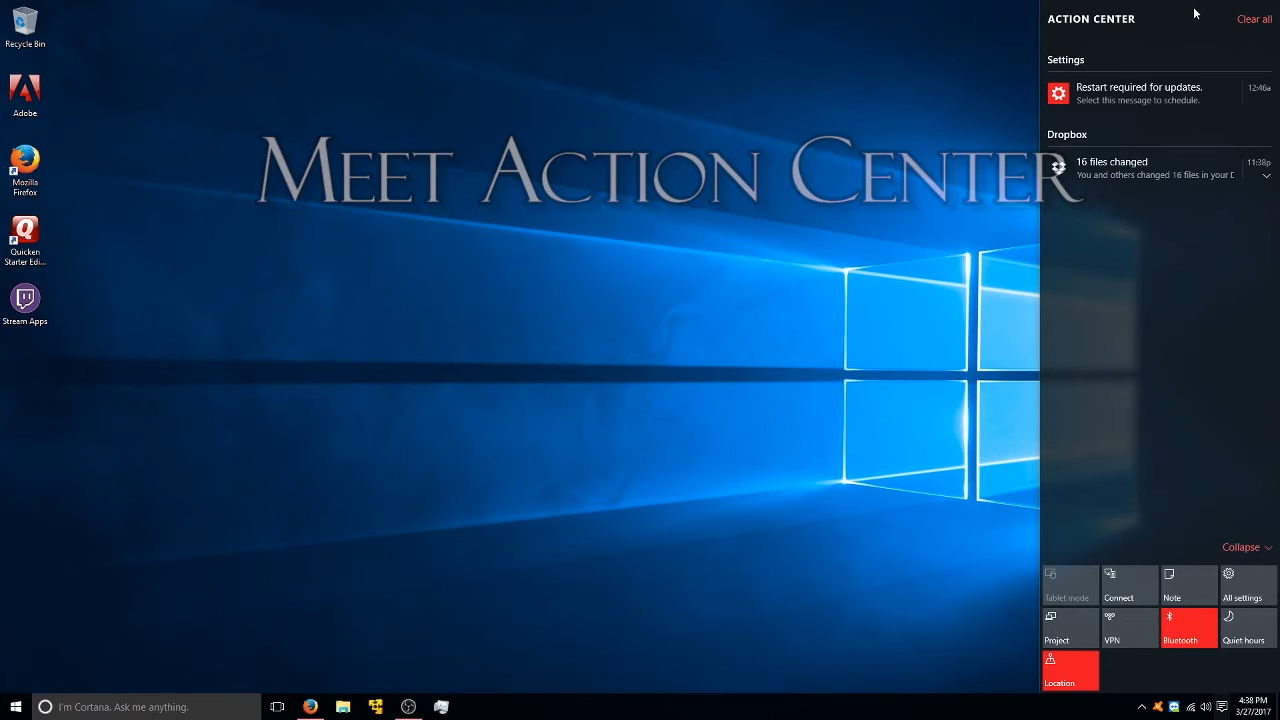 Recycle Bin
Adobe
Mozilla
Firefox
Quicken
Starter Edi...
Stream Apps
MEET ACTION CENTER
ACTION CENTER
Clear all
Settings
Restart required for updates.
12:46a
Select this message to schedule.
Dropbox
16 files changed
11:38p
You and others changed 16 files in your D
Collapse
Tablet mode
Connect
Note
All settings
Project
VPN
Bluetooth
Quiet hours
Location
I'm Cortana. Ask me anything.
4:38 PM
3/27/2017